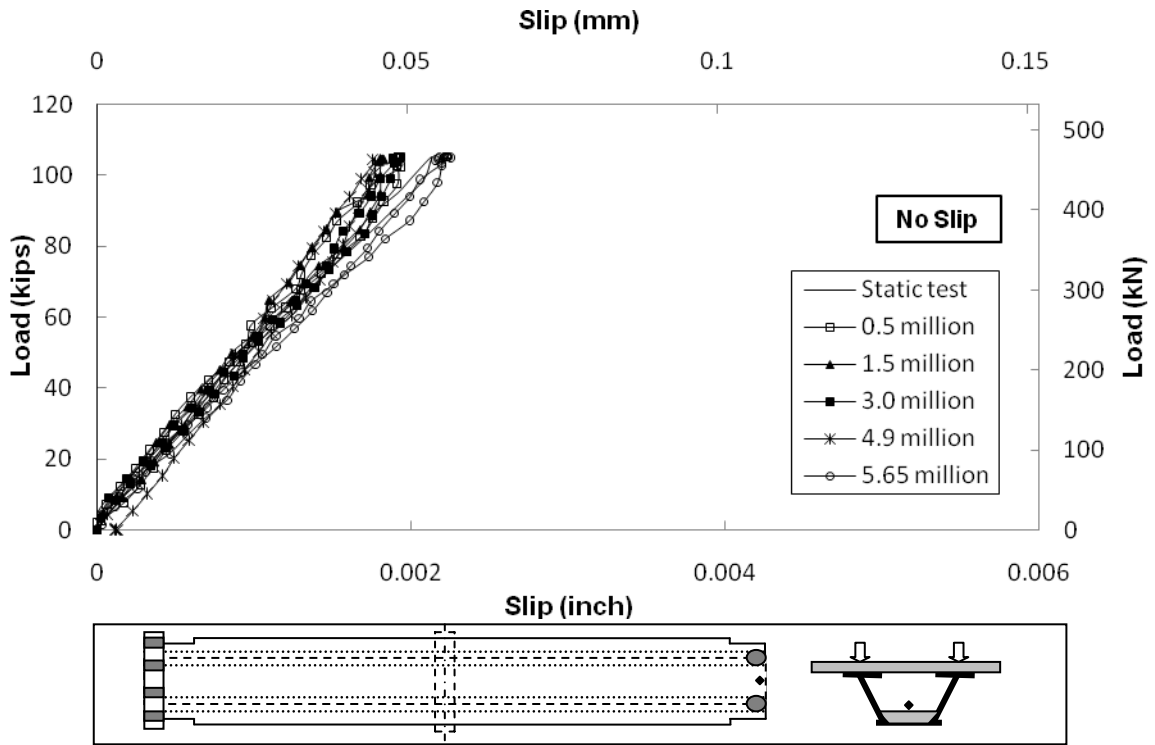 Slip (mm)
0 0.05 0.1 0.15
120
100
80
60
40
20
0
Load (kips)
500
400
300
200
100
0
Load (kN)
No Slip
Static test
0.5 million
1.5 million
3.0 million
4.9 million
5.65 million
0 0.002 0.004 0.006
Slip (inch)